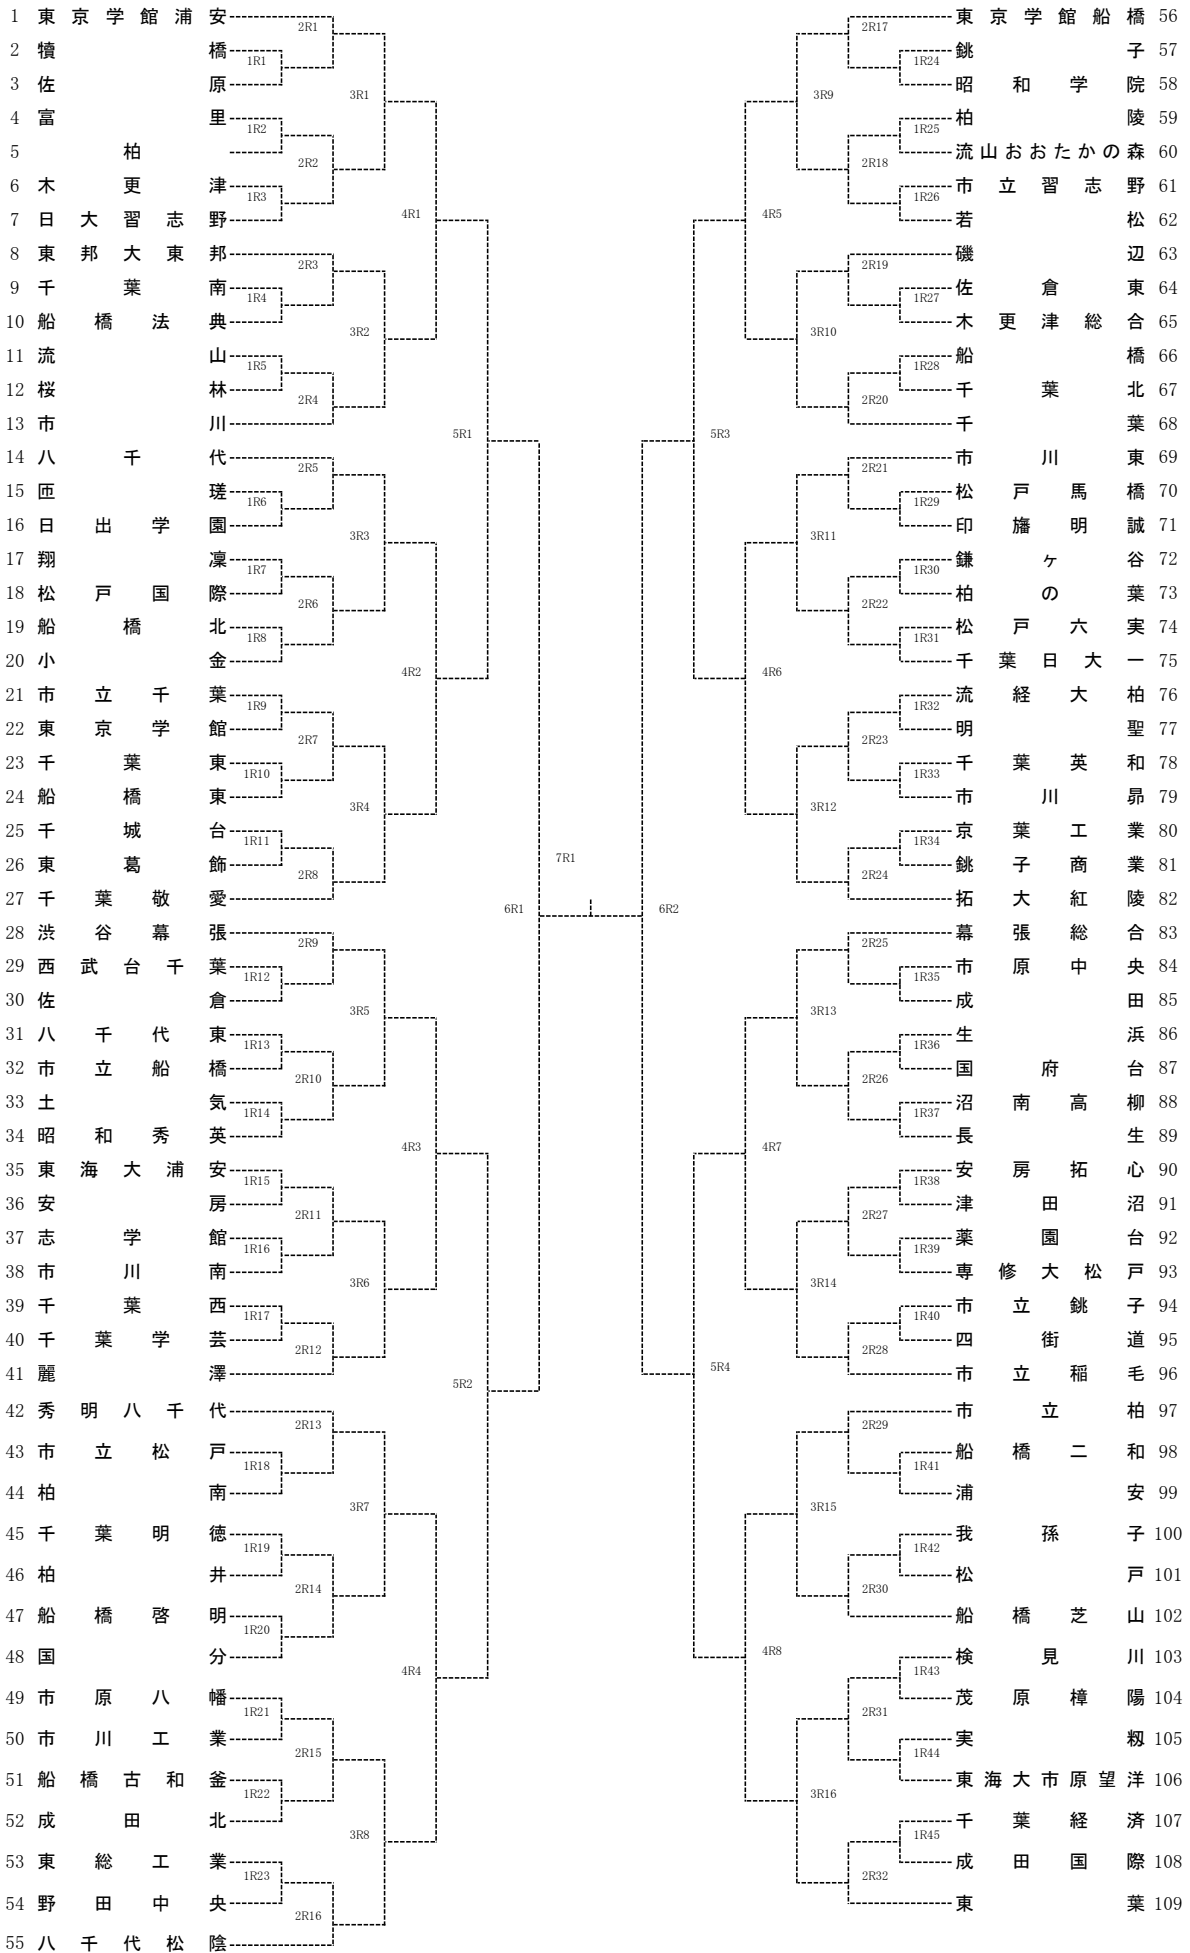 1 東京学館浦安
2 犢橋
3 佐原
4 富里
5 柏
6 木更津
7 日大習志野
8 東邦大東邦
9 千葉南
10 船橋法典
11 流山
12 桜林
13 市川
14 八千代
15 匝瑳
16 日出学園
17 翔凜
18 松戸国際
19 船橋北
20 小金
21 市立千葉
22 東京学館
23 千葉東
24 船橋東
25 千城台
26 東葛飾
27 千葉敬愛
28 渋谷幕張
29 西武台千葉
30 佐倉
31 八千代東
32 市立船橋
33 土気
34 昭和秀英
35 東海大浦安
36 安房
37 志学館
38 市川南
39 千葉西
40 千葉学芸
41 麗澤
42 秀明八千代
43 市立松戸
44 柏南
45 千葉明徳
46 柏井
47 船橋啓明
48 国分
49 市原八幡
50 市川工業
51 船橋古和釜
52 成田北
53 東総工業
54 野田中央
55 八千代松陰
1R1
1R2
1R3
1R4
1R5
1R6
1R7
1R8
1R9
1R10
1R11
1R12
1R13
1R14
1R15
1R16
1R17
1R18
1R19
1R20
1R21
1R22
1R23
2R1
2R2
2R3
2R4
2R5
2R6
2R7
2R8
2R9
2R10
2R11
2R12
2R13
2R14
2R15
2R16
3R1
3R2
3R3
3R4
3R5
3R6
3R7
3R8
4R1
4R2
4R3
4R4
5R1
5R2
6R1
7R1
6R2
5R3
5R4
4R5
4R6
4R7
4R8
3R9
3R10
3R11
3R12
3R13
3R14
3R15
3R16
2R17
2R18
2R19
2R20
2R21
2R22
2R23
2R24
2R25
2R26
2R27
2R28
2R29
2R30
2R31
2R32
1R24
1R25
1R26
1R27
1R28
1R29
1R30
1R31
1R32
1R33
1R34
1R35
1R36
1R37
1R38
1R39
1R40
1R41
1R42
1R43
1R44
1R45
東京学館船橋 56
銚子 57
昭和学院 58
柏陵 59
流山おおたかの森 60
市立習志野 61
若松 62
磯辺 63
佐倉東 64
木更津総合 65
船橋 66
千葉北 67
千葉 68
市川東 69
松戸馬橋 70
印旛明誠 71
鎌ヶ谷 72
柏の葉 73
松戸六実 74
千葉日大一 75
流経大柏 76
明聖 77
千葉英和 78
市川昴 79
京葉工業 80
銚子商業 81
拓大紅陵 82
幕張総合 83
市原中央 84
成田 85
生浜 86
国府台 87
沼南高柳 88
長生 89
安房拓心 90
津田沼 91
薬園台 92
専修大松戸 93
市立銚子 94
四街道 95
市立稲毛 96
市立柏 97
船橋二和 98
浦安 99
我孫子 100
松戸 101
船橋芝山 102
検見川 103
茂原樟陽 104
実籾 105
東海大市原望洋 106
千葉経済 107
成田国際 108
東葉 109